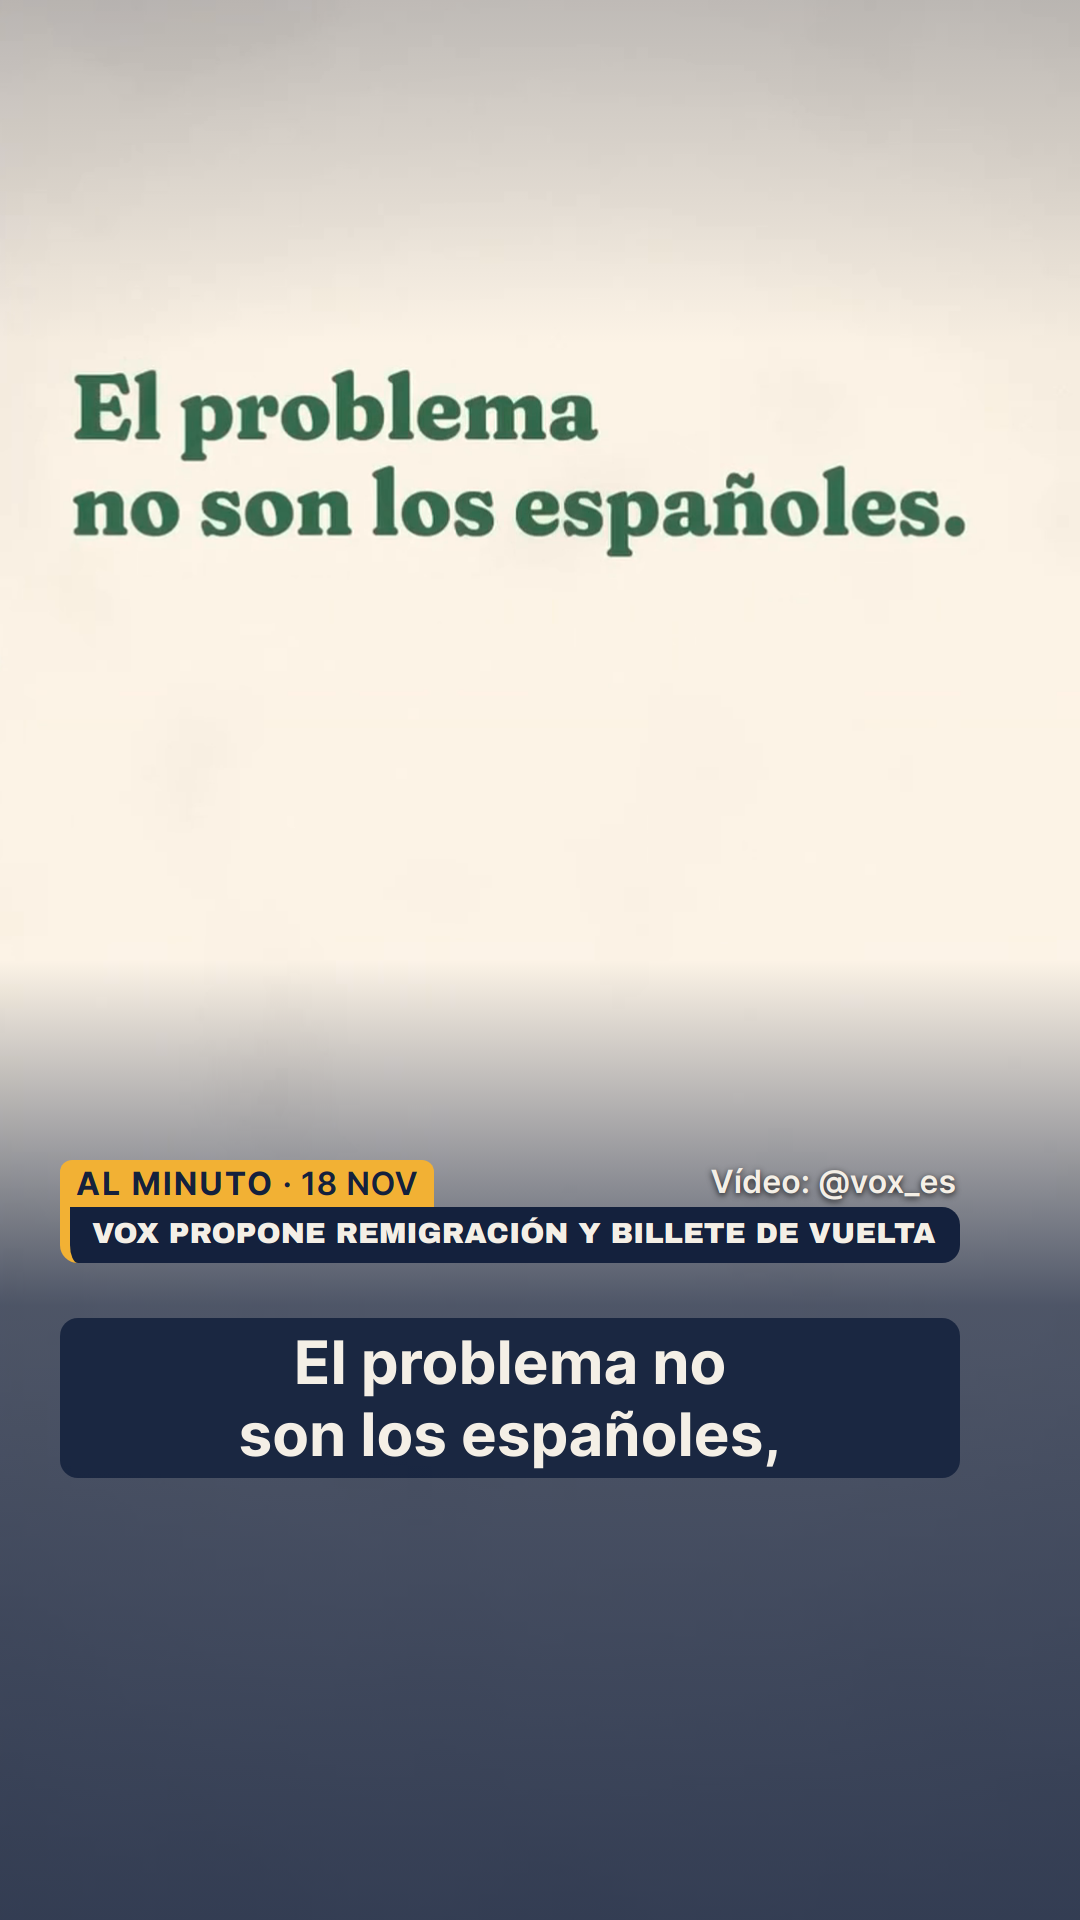 El problema
no son los españoles.
AL MINUTO · 18 NOV
Vídeo: @vox_es
VOX PROPONE REMIGRACIÓN Y BILLETE DE VUELTA
El problema no
son los españoles,